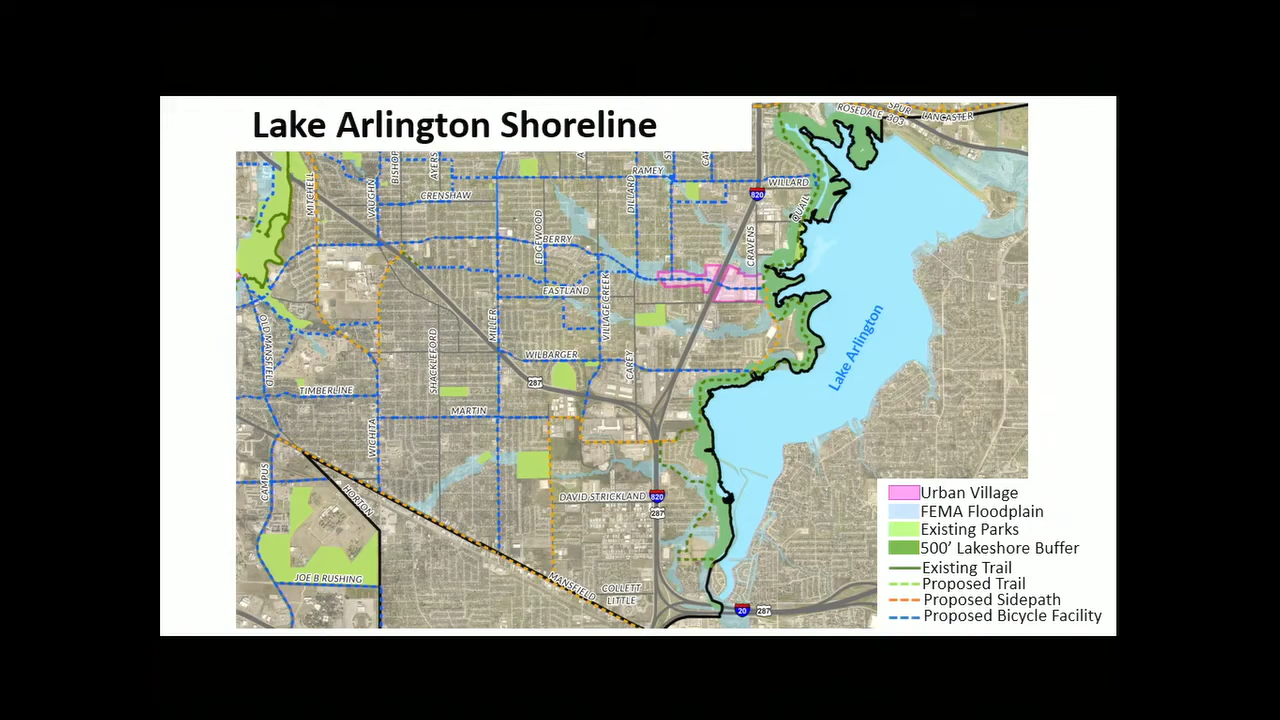 Lake Arlington Shoreline
ROSEDALE 303
SPUR
LANCASTER
BISHOP
AYERS
RAMEY
WILLARD
MITCHELL
VAUGHN
CRENSHAW
DILLARD
820
QUAIL
EDGEWOOD
BERRY
CRAVENS
EASTLAND
VILLAGE CREEK
OLD MANSFIELD
MILLER
SHACKLEFORD
WILBARGER
CAREY
Lake Arlington
287
TIMBERLINE
MARTIN
WICHITA
CAMPUS
HORTON
DAVID STRICKLAND
820
287
JOE B RUSHING
MANSFIELD
COLLETT
LITTLE
20
287
Urban Village
FEMA Floodplain
Existing Parks
500' Lakeshore Buffer
Existing Trail
Proposed Trail
Proposed Sidepath
Proposed Bicycle Facility